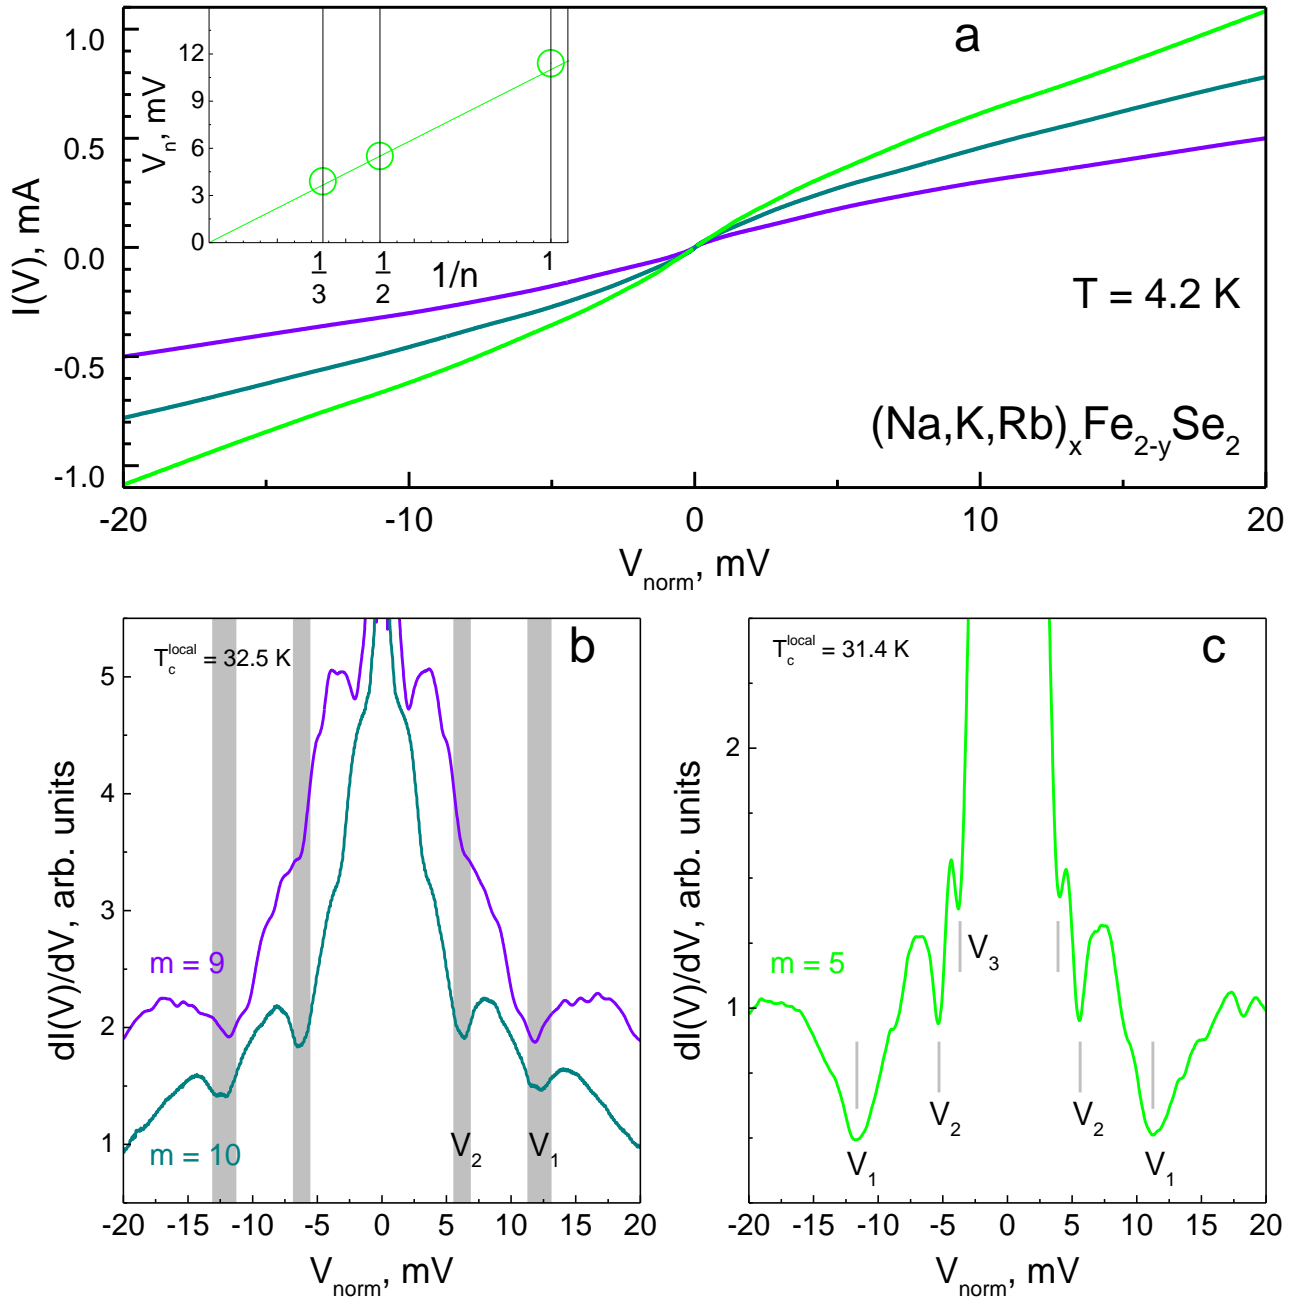 a
1.0
0.5
0.0
-0.5
-1.0
I(V), mA
12
9
6
3
0
V_n, mV
1/3
1/2
1/n
1
T = 4.2 K
(Na,K,Rb)_xFe_{2-y}Se_2
-20
-10
0
10
20
V_norm, mV
b
T_c^local = 32.5 K
5
4
3
2
1
dI(V)/dV, arb. units
m = 9
m = 10
V_2
V_1
-20
-15
-10
-5
0
5
10
15
20
V_norm, mV
c
T_c^local = 31.4 K
2
1
dI(V)/dV, arb. units
m = 5
V_3
V_2
V_2
V_1
V_1
-20
-15
-10
-5
0
5
10
15
20
V_norm, mV